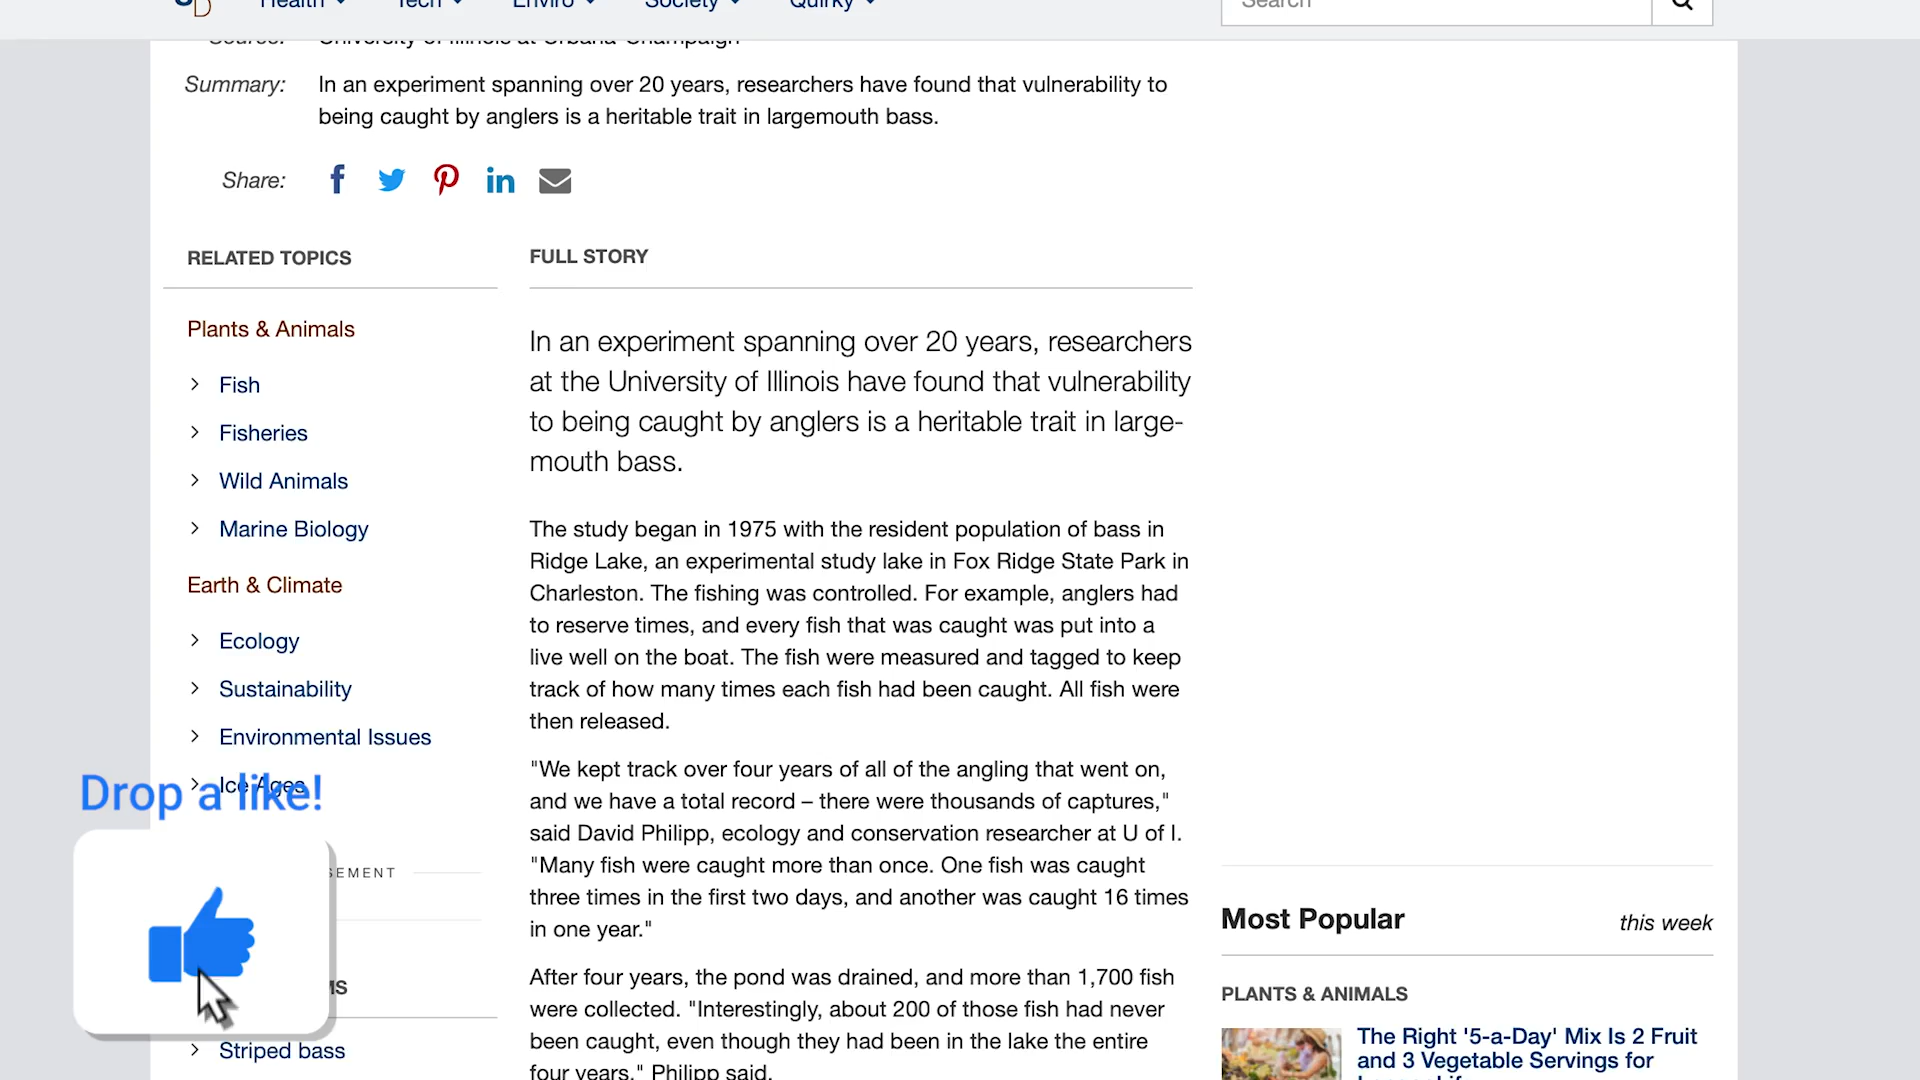 Health Tech Enviro Society Quirky Search
Source: University of Illinois at Urbana-Champaign
Summary: In an experiment spanning over 20 years, researchers have found that vulnerability to
being caught by anglers is a heritable trait in largemouth bass.
Share:
RELATED TOPICS
Plants & Animals
Fish
Fisheries
Wild Animals
Marine Biology
Earth & Climate
Ecology
Sustainability
Environmental Issues
Ice Ages
Drop a like!
SEMENT
MS
Striped bass
FULL STORY
In an experiment spanning over 20 years, researchers
at the University of Illinois have found that vulnerability
to being caught by anglers is a heritable trait in large-
mouth bass.
The study began in 1975 with the resident population of bass in
Ridge Lake, an experimental study lake in Fox Ridge State Park in
Charleston. The fishing was controlled. For example, anglers had
to reserve times, and every fish that was caught was put into a
live well on the boat. The fish were measured and tagged to keep
track of how many times each fish had been caught. All fish were
then released.
"We kept track over four years of all of the angling that went on,
and we have a total record – there were thousands of captures,"
said David Philipp, ecology and conservation researcher at U of I.
"Many fish were caught more than once. One fish was caught
three times in the first two days, and another was caught 16 times
in one year."
After four years, the pond was drained, and more than 1,700 fish
were collected. "Interestingly, about 200 of those fish had never
been caught, even though they had been in the lake the entire
four years," Philipp said.
Most Popular this week
PLANTS & ANIMALS
The Right '5-a-Day' Mix Is 2 Fruit
and 3 Vegetable Servings for